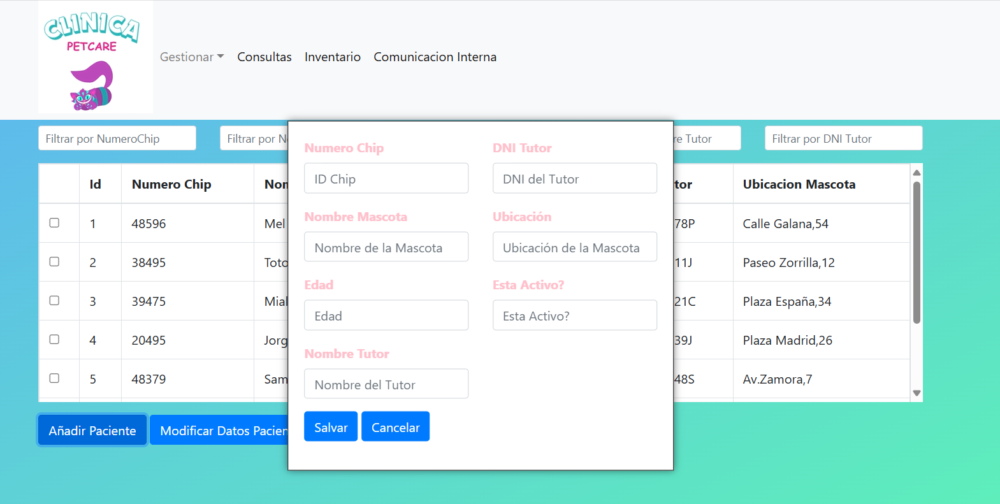 CLINICA
PETCARE
Gestionar Consultas Inventario Comunicacion Interna
Filtrar por NumeroChip Filtrar por Tutor Filtrar por DNI Tutor
Id Numero Chip Ubicacion Mascota
1 48596 Mel 78P Calle Galana,54
2 38495 Toto 11J Paseo Zorrilla,12
3 39475 Mial 21C Plaza España,34
4 20495 Jorg 39J Plaza Madrid,26
5 48379 Sam 48S Av.Zamora,7
Numero Chip DNI Tutor
ID Chip DNI del Tutor
Nombre Mascota Ubicación
Nombre de la Mascota Ubicación de la Mascota
Edad Esta Activo?
Edad Esta Activo?
Nombre Tutor
Nombre del Tutor
Salvar Cancelar
Añadir Paciente Modificar Datos Pacien